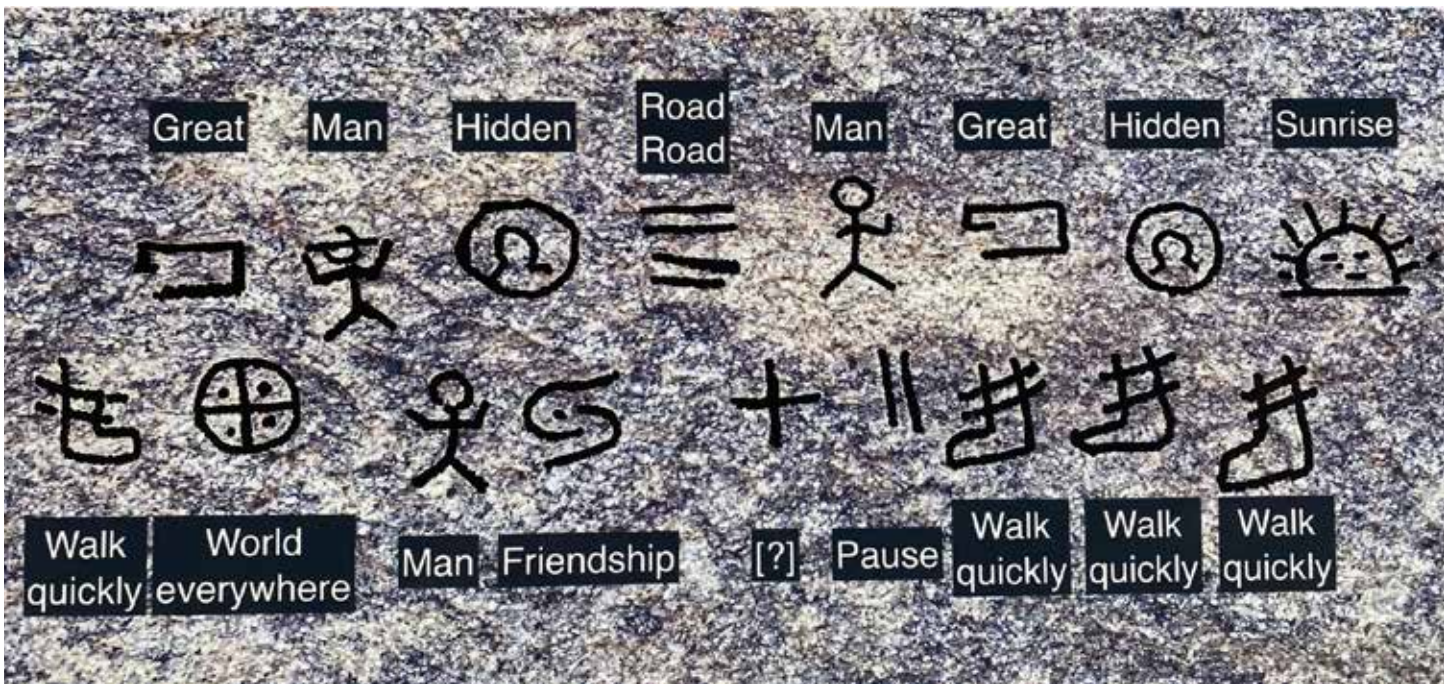 Great Man Hidden Road Road Man Great Hidden Sunrise
Walk quickly World everywhere Man Friendship [?] Pause Walk quickly Walk quickly Walk quickly